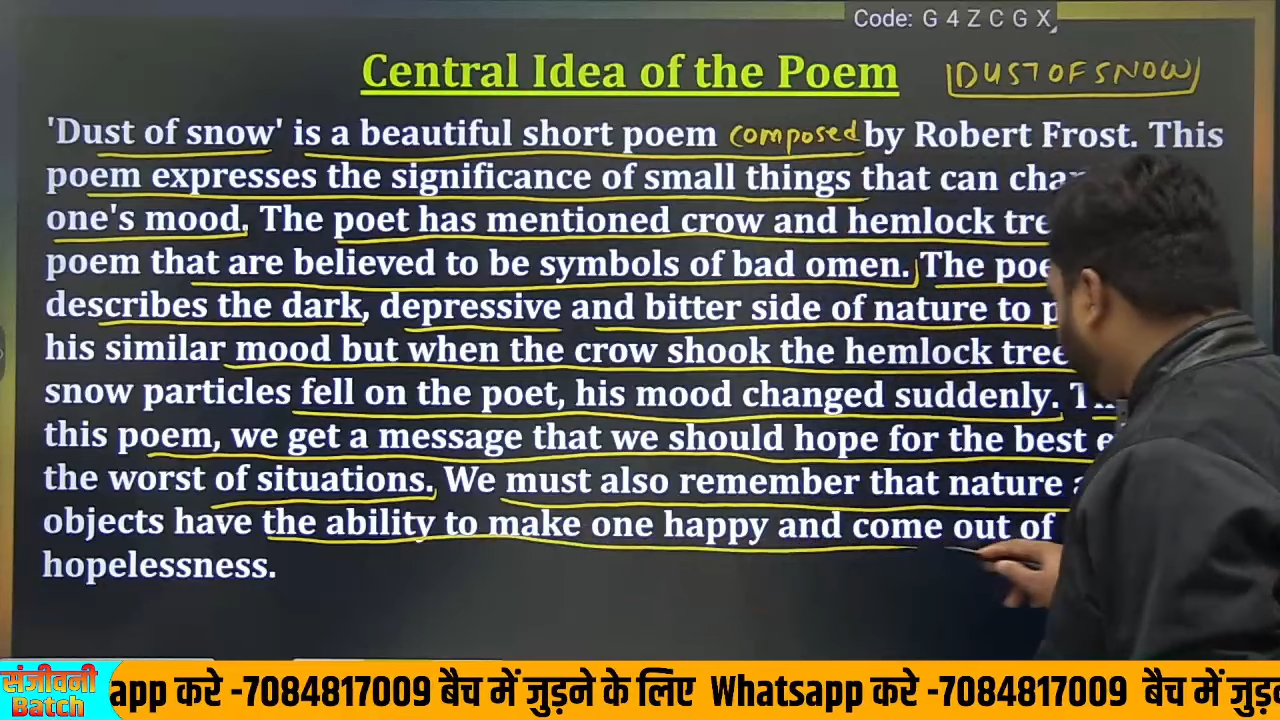 Code: G 4 Z C G X
Central Idea of the Poem
DUST OF SNOW
'Dust of snow' is a beautiful short poem composed by Robert Frost. This
poem expresses the significance of small things that can
one's mood. The poet has mentioned crow and hemlock
poem that are believed to be symbols of bad omen. The
describes the dark, depressive and bitter side of nature to
his similar mood but when the crow shook the hemlock tree
snow particles fell on the poet, his mood changed suddenly.
this poem, we get a message that we should hope for the best
the worst of situations. We must also remember that nature
objects have the ability to make one happy and come out of
hopelessness.
संजीवनी
Batch
app करे -7084817009 बैच में जुड़ने के लिए Whatsapp करे -7084817009 बैच में